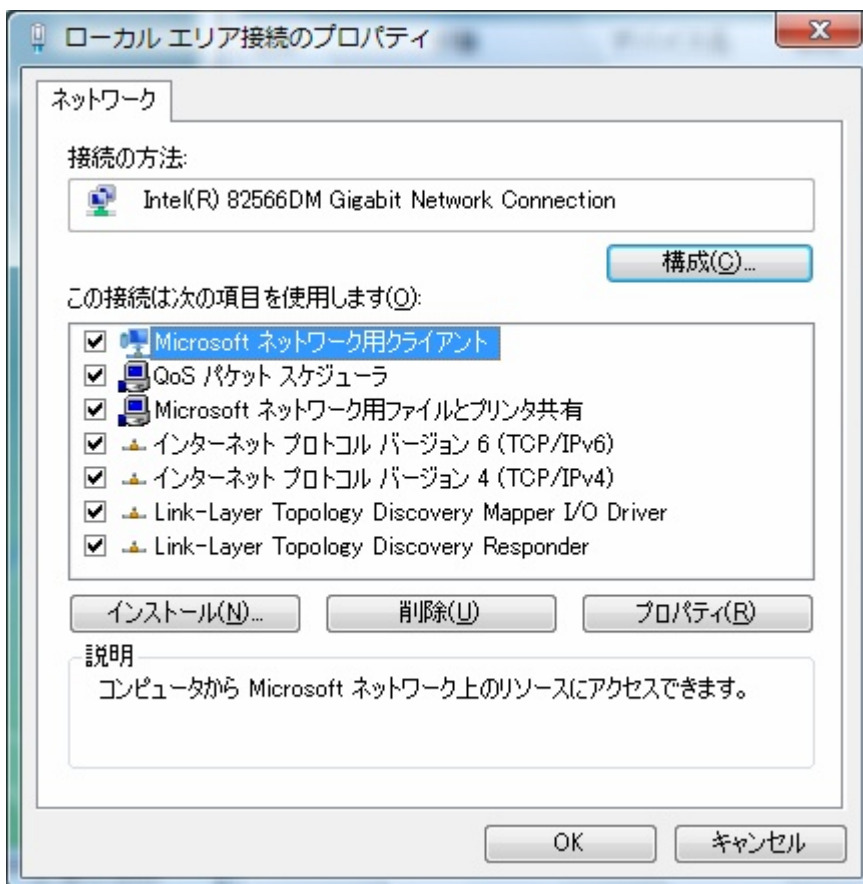 ローカル エリア接続のプロパティ
ネットワーク
接続の方法:
Intel(R) 82566DM Gigabit Network Connection
構成(C)...
この接続は次の項目を使用します(O):
Microsoft ネットワーク用クライアント
QoS パケット スケジューラ
Microsoft ネットワーク用ファイルとプリンタ共有
インターネット プロトコル バージョン 6 (TCP/IPv6)
インターネット プロトコル バージョン 4 (TCP/IPv4)
Link-Layer Topology Discovery Mapper I/O Driver
Link-Layer Topology Discovery Responder
インストール(N)... 削除(U) プロパティ(R)
説明
コンピュータから Microsoft ネットワーク上のリソースにアクセスできます。
OK キャンセル